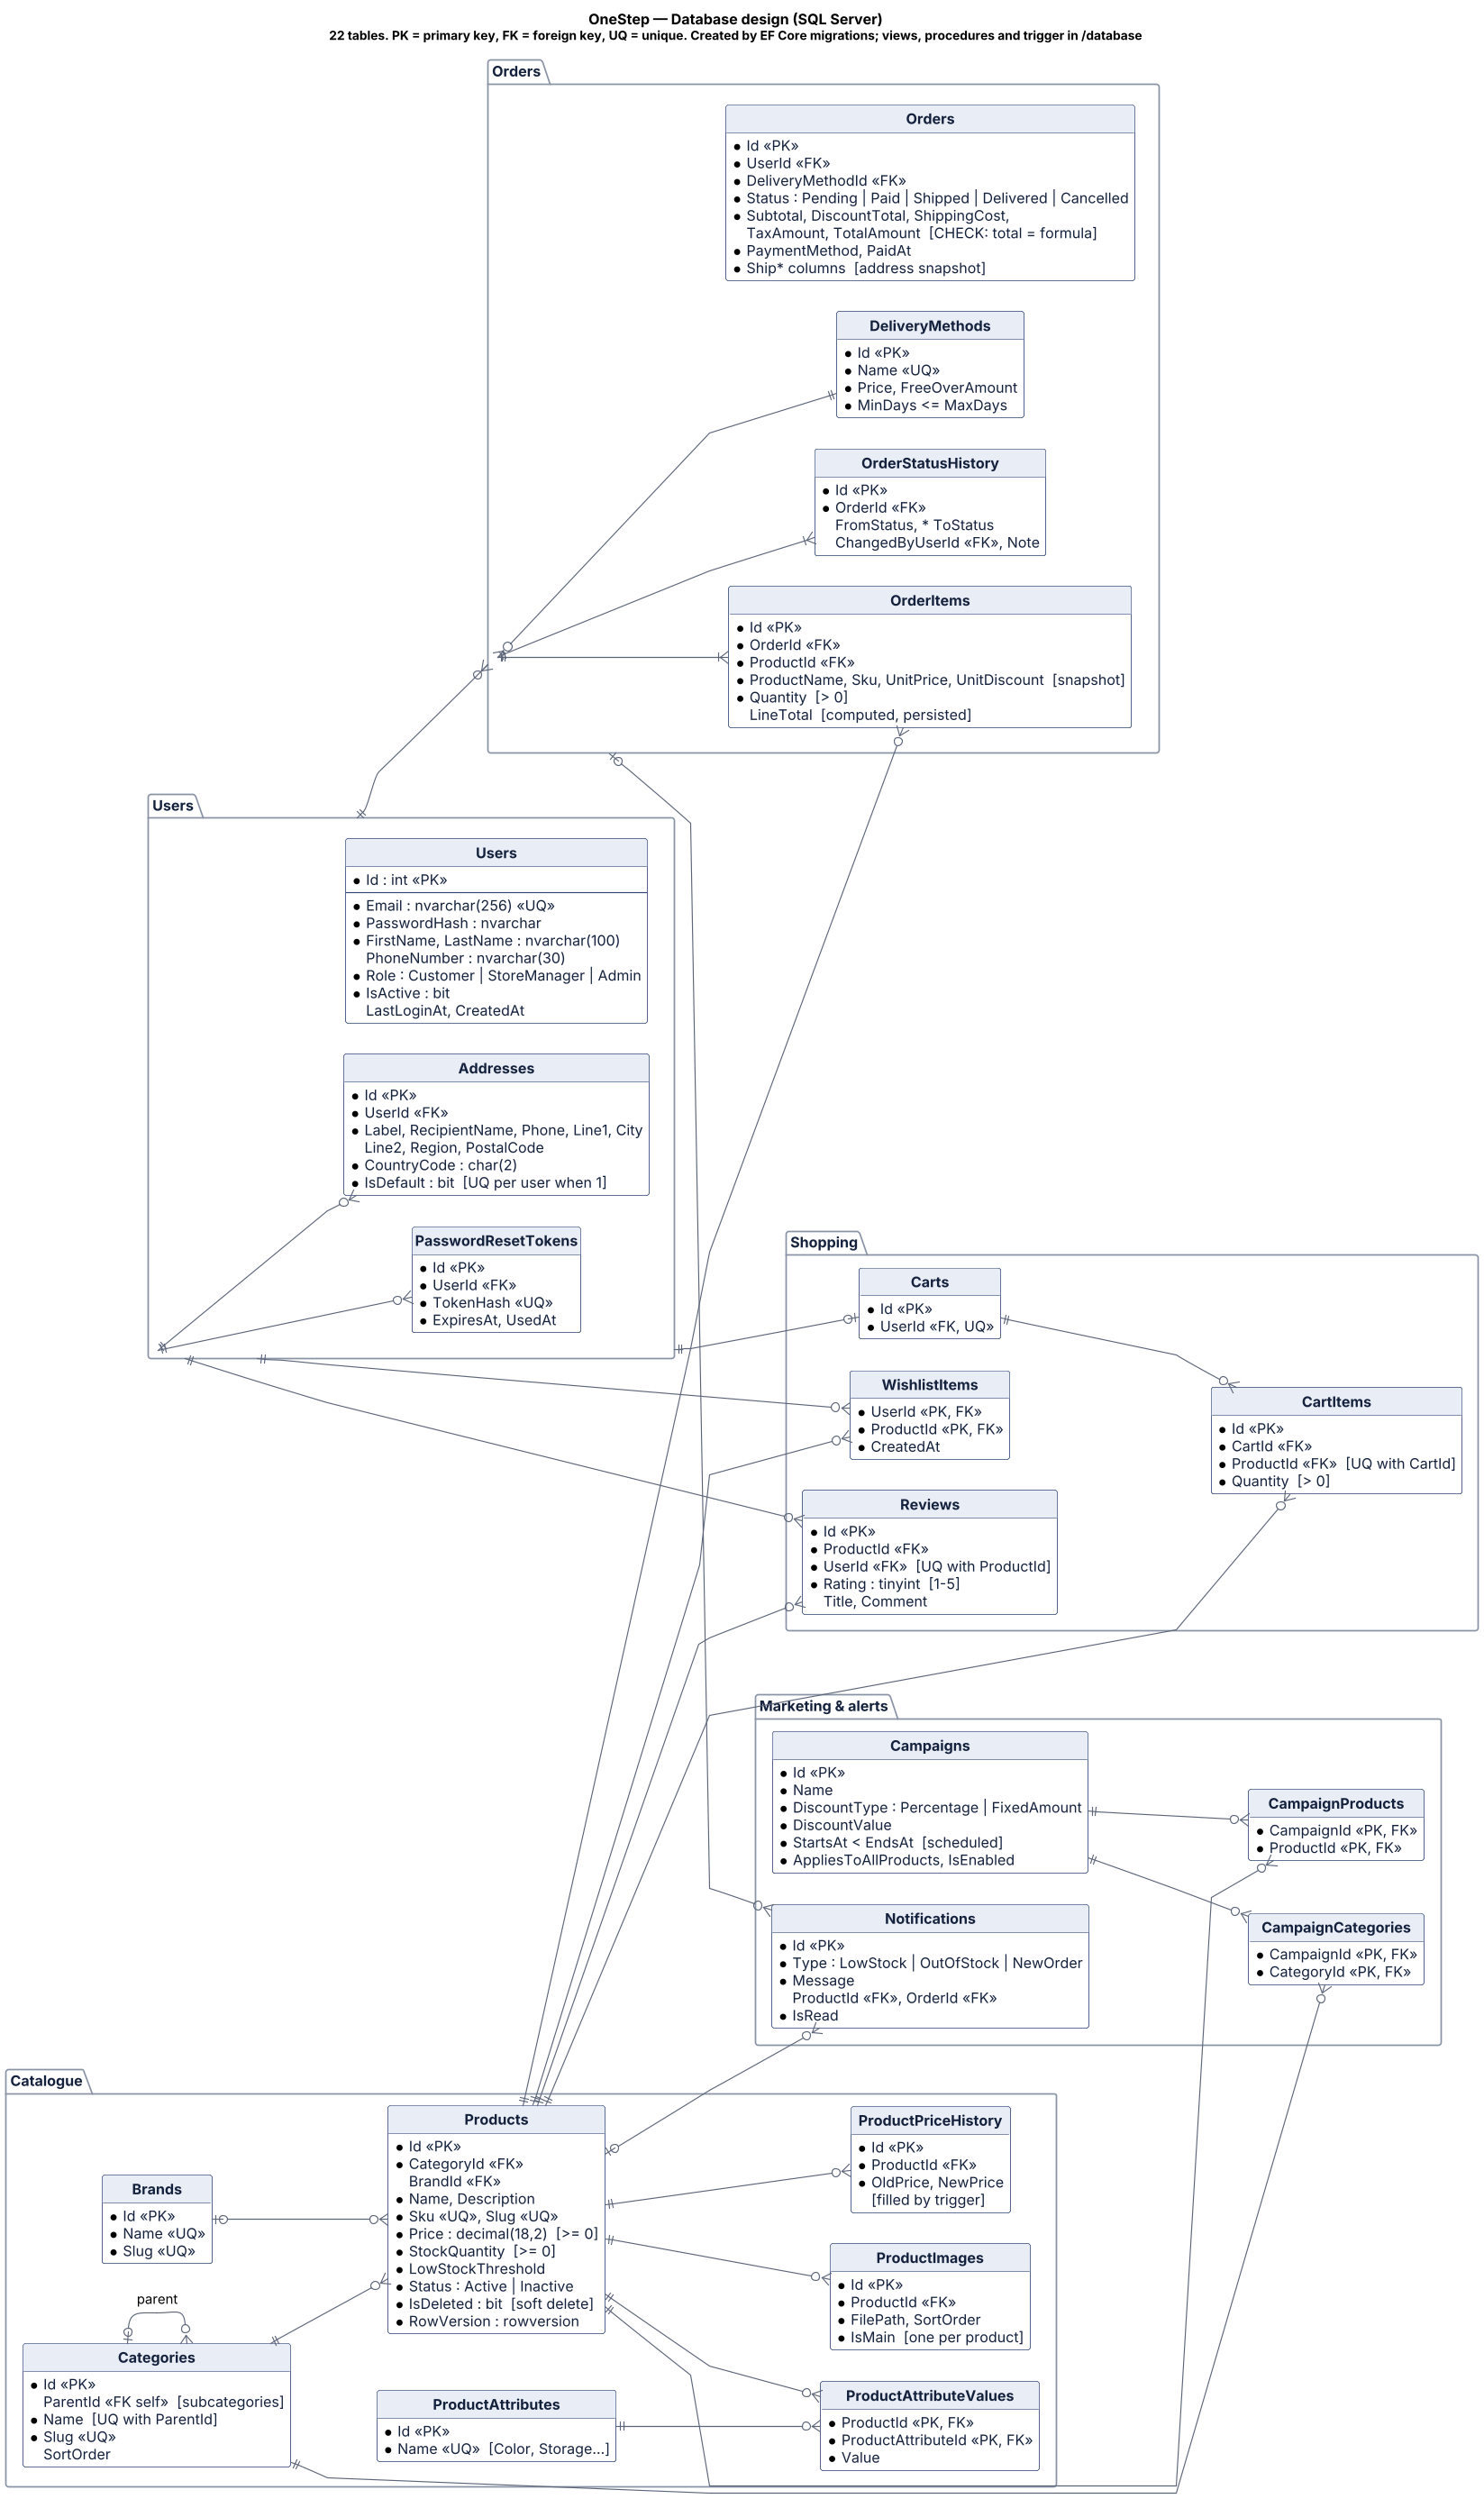 OneStep — Database design (SQL Server)
22 tables. PK = primary key, FK = foreign key, UQ = unique. Created by EF Core migrations; views, procedures and trigger in /database
Orders
Orders
Id «PK»
UserId «FK»
DeliveryMethodId «FK»
Status : Pending | Paid | Shipped | Delivered | Cancelled
Subtotal, DiscountTotal, ShippingCost,
TaxAmount, TotalAmount [CHECK: total = formula]
PaymentMethod, PaidAt
Ship* columns [address snapshot]
DeliveryMethods
Id «PK»
Name «UQ»
Price, FreeOverAmount
MinDays <= MaxDays
OrderStatusHistory
Id «PK»
OrderId «FK»
FromStatus, * ToStatus
ChangedByUserId «FK», Note
OrderItems
Id «PK»
OrderId «FK»
ProductId «FK»
ProductName, Sku, UnitPrice, UnitDiscount [snapshot]
Quantity [> 0]
LineTotal [computed, persisted]
Users
Users
Id : int «PK»
Email : nvarchar(256) «UQ»
PasswordHash : nvarchar
FirstName, LastName : nvarchar(100)
PhoneNumber : nvarchar(30)
Role : Customer | StoreManager | Admin
IsActive : bit
LastLoginAt, CreatedAt
Addresses
Id «PK»
UserId «FK»
Label, RecipientName, Phone, Line1, City
Line2, Region, PostalCode
CountryCode : char(2)
IsDefault : bit [UQ per user when 1]
PasswordResetTokens
Id «PK»
UserId «FK»
TokenHash «UQ»
ExpiresAt, UsedAt
Shopping
Carts
Id «PK»
UserId «FK, UQ»
WishlistItems
UserId «PK, FK»
ProductId «PK, FK»
CreatedAt
CartItems
Id «PK»
CartId «FK»
ProductId «FK» [UQ with CartId]
Quantity [> 0]
Reviews
Id «PK»
ProductId «FK»
UserId «FK» [UQ with ProductId]
Rating : tinyint [1-5]
Title, Comment
Marketing & alerts
Campaigns
Id «PK»
Name
DiscountType : Percentage | FixedAmount
DiscountValue
StartsAt < EndsAt [scheduled]
AppliesToAllProducts, IsEnabled
CampaignProducts
CampaignId «PK, FK»
ProductId «PK, FK»
Notifications
Id «PK»
Type : LowStock | OutOfStock | NewOrder
Message
ProductId «FK», OrderId «FK»
IsRead
CampaignCategories
CampaignId «PK, FK»
CategoryId «PK, FK»
Catalogue
Products
Id «PK»
CategoryId «FK»
BrandId «FK»
Name, Description
Sku «UQ», Slug «UQ»
Price : decimal(18,2) [>= 0]
StockQuantity [>= 0]
LowStockThreshold
Status : Active | Inactive
IsDeleted : bit [soft delete]
RowVersion : rowversion
ProductPriceHistory
Id «PK»
ProductId «FK»
OldPrice, NewPrice
[filled by trigger]
Brands
Id «PK»
Name «UQ»
Slug «UQ»
ProductImages
Id «PK»
ProductId «FK»
FilePath, SortOrder
IsMain [one per product]
parent
Categories
Id «PK»
ParentId «FK self» [subcategories]
Name [UQ with ParentId]
Slug «UQ»
SortOrder
ProductAttributes
Id «PK»
Name «UQ» [Color, Storage...]
ProductAttributeValues
ProductId «PK, FK»
ProductAttributeId «PK, FK»
Value